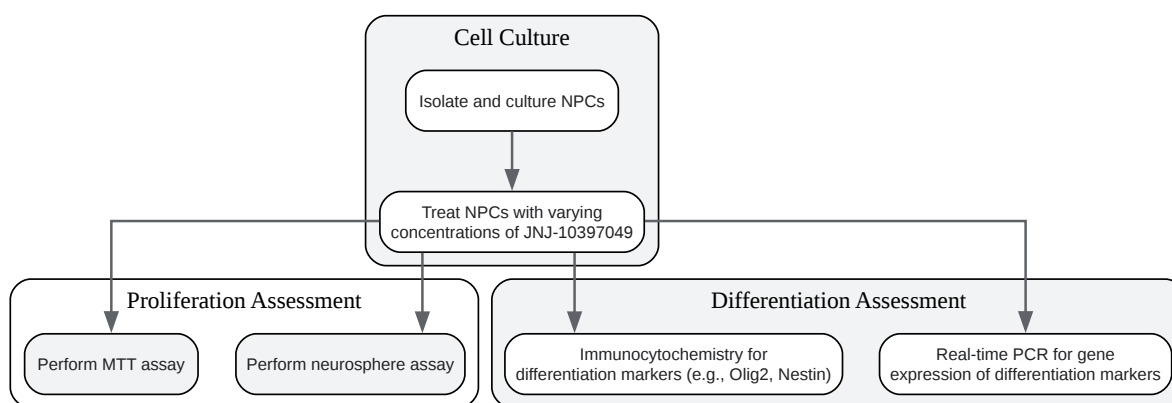 Cell Culture
Isolate and culture NPCs
Treat NPCs with varying
concentrations of JNJ-10397049
Proliferation Assessment
Perform MTT assay
Perform neurosphere assay
Differentiation Assessment
Immunocytochemistry for
differentiation markers (e.g., Olig2, Nestin)
Real-time PCR for gene
expression of differentiation markers